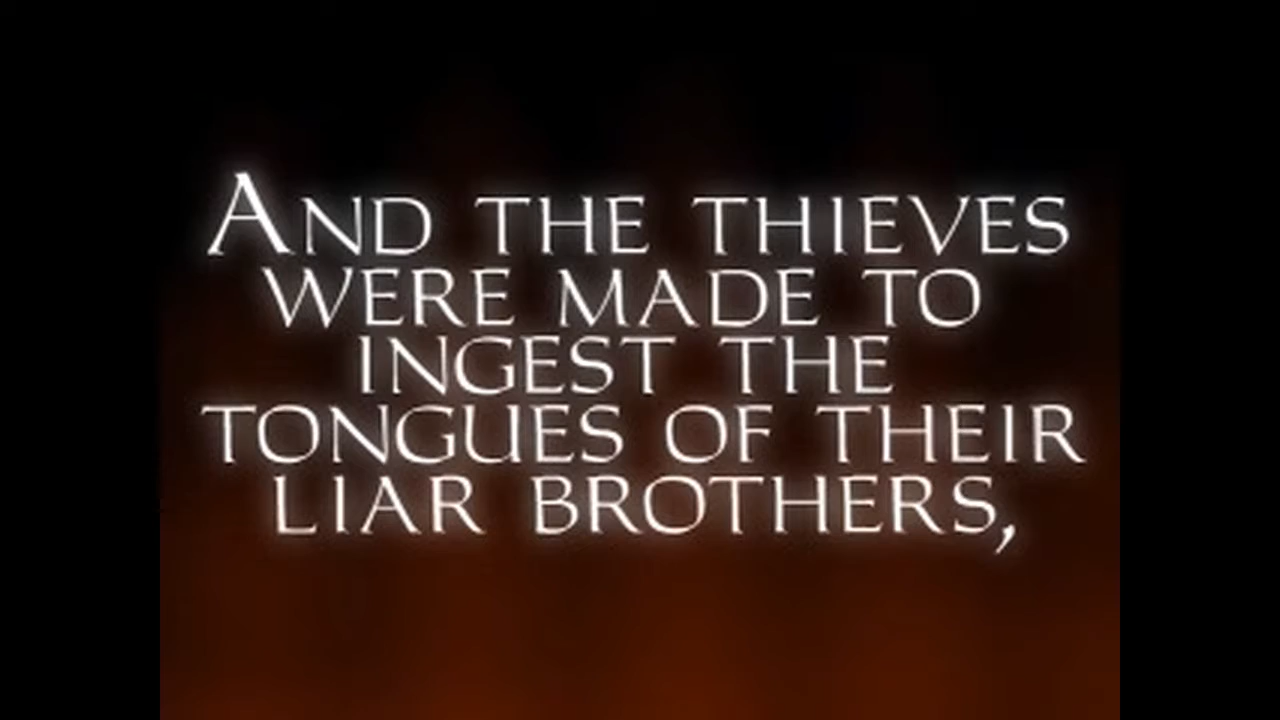 And the thieves
were made to
ingest the
tongues of their
liar brothers,